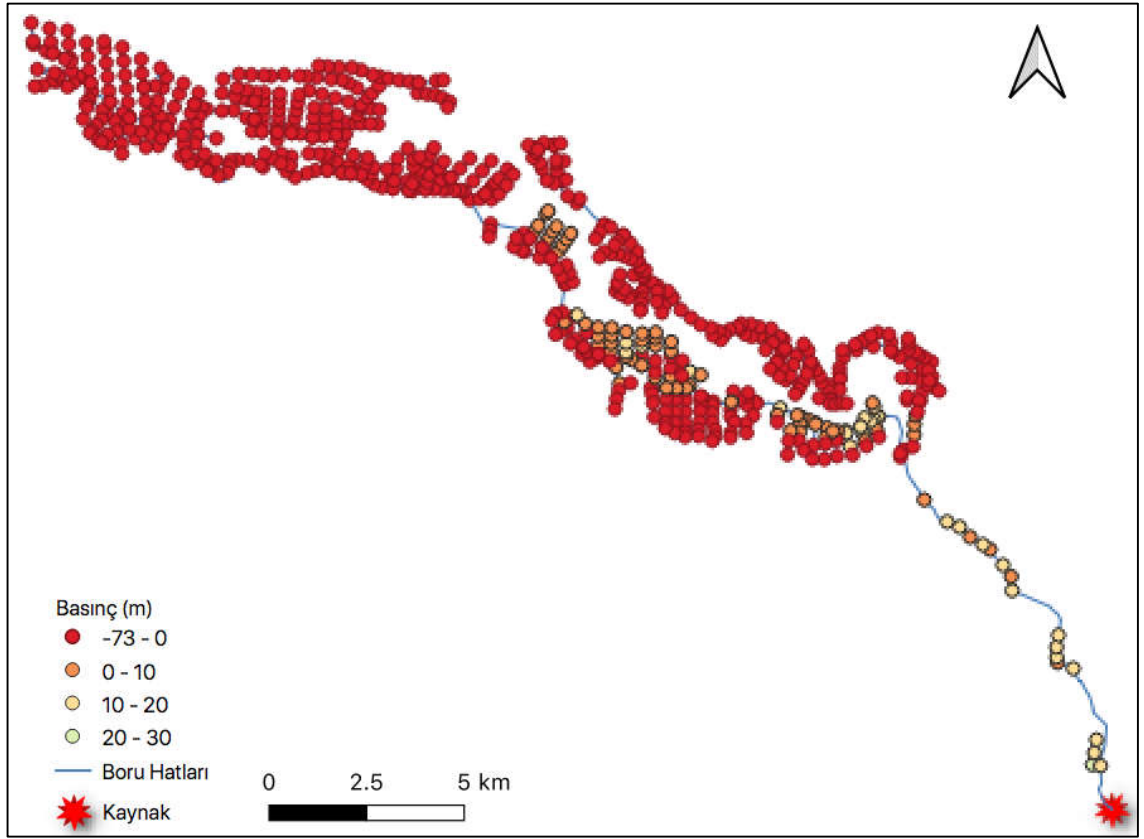 Basınç (m)
-73 - 0
0 - 10
10 - 20
20 - 30
Boru Hatları
Kaynak
0 2.5 5 km